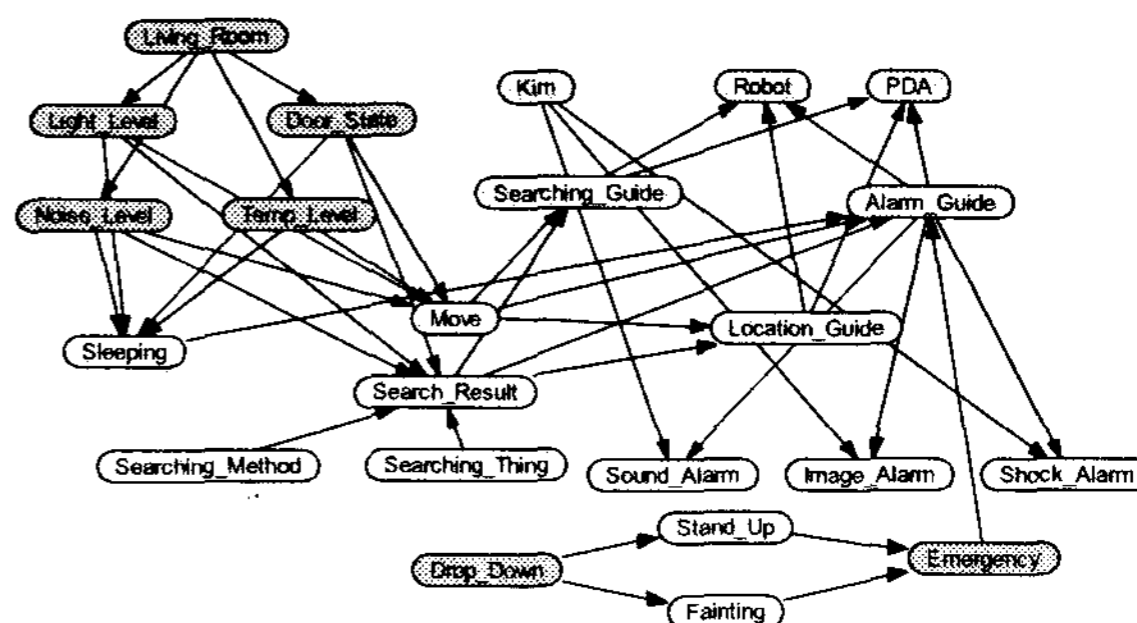 Living_Room
Kim
Robot
PDA
Light_Level
Door_State
Searching_Guide
Alarm_Guide
Noise_Level
Temp_Level
Move
Location_Guide
Sleeping
Search_Result
Searching_Method
Searching_Thing
Sound_Alarm
Image_Alarm
Shock_Alarm
Stand_Up
Drop_Down
Emergency
Fainting